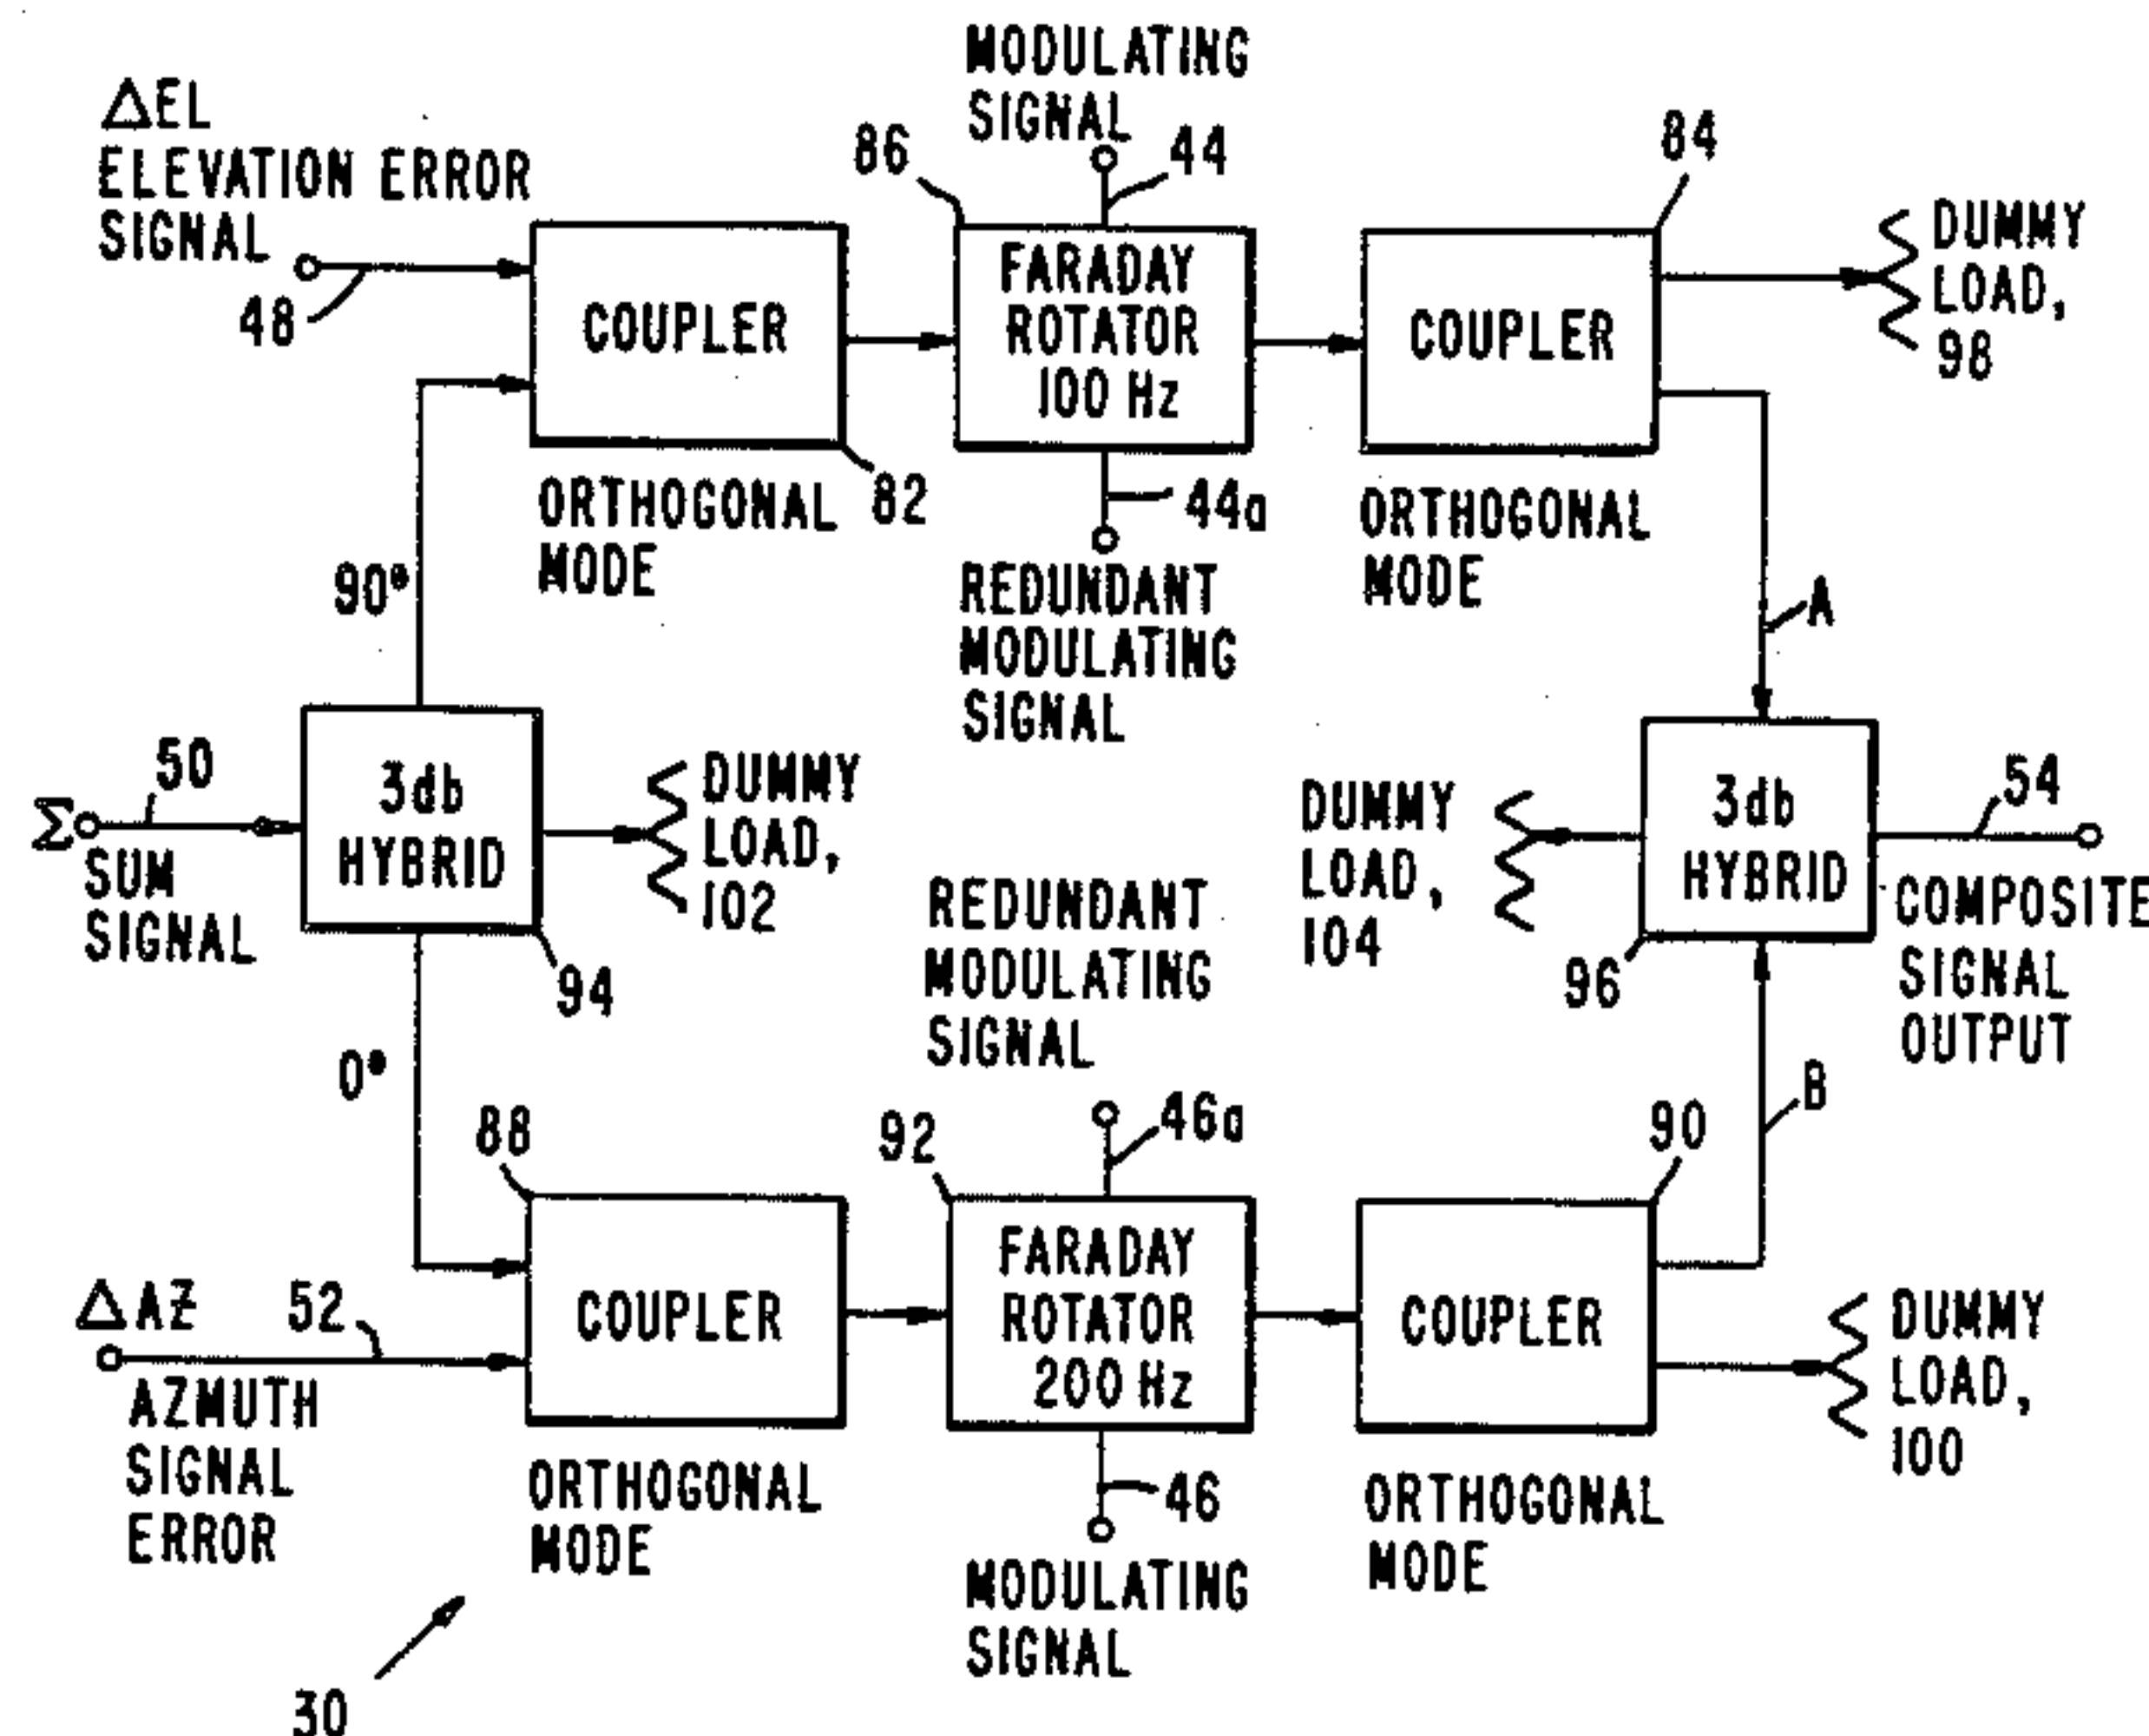 ΔEL
ELEVATION ERROR
SIGNAL
48
COUPLER
ORTHOGONAL
MODE
82
86
MODULATING
SIGNAL
44
FARADAY
ROTATOR
100 Hz
44a
REDUNDANT
MODULATING
SIGNAL
84
COUPLER
ORTHOGONAL
MODE
DUMMY
LOAD,
98
A
90°
Σ
50
SUM
SIGNAL
3db
HYBRID
94
DUMMY
LOAD,
102
DUMMY
LOAD,
104
3db
HYBRID
96
54
COMPOSITE
SIGNAL
OUTPUT
0°
B
REDUNDANT
MODULATING
SIGNAL
46a
88
COUPLER
ORTHOGONAL
MODE
ΔAZ
52
AZMUTH
SIGNAL
ERROR
92
FARADAY
ROTATOR
200 Hz
46
MODULATING
SIGNAL
90
COUPLER
ORTHOGONAL
MODE
DUMMY
LOAD,
100
30